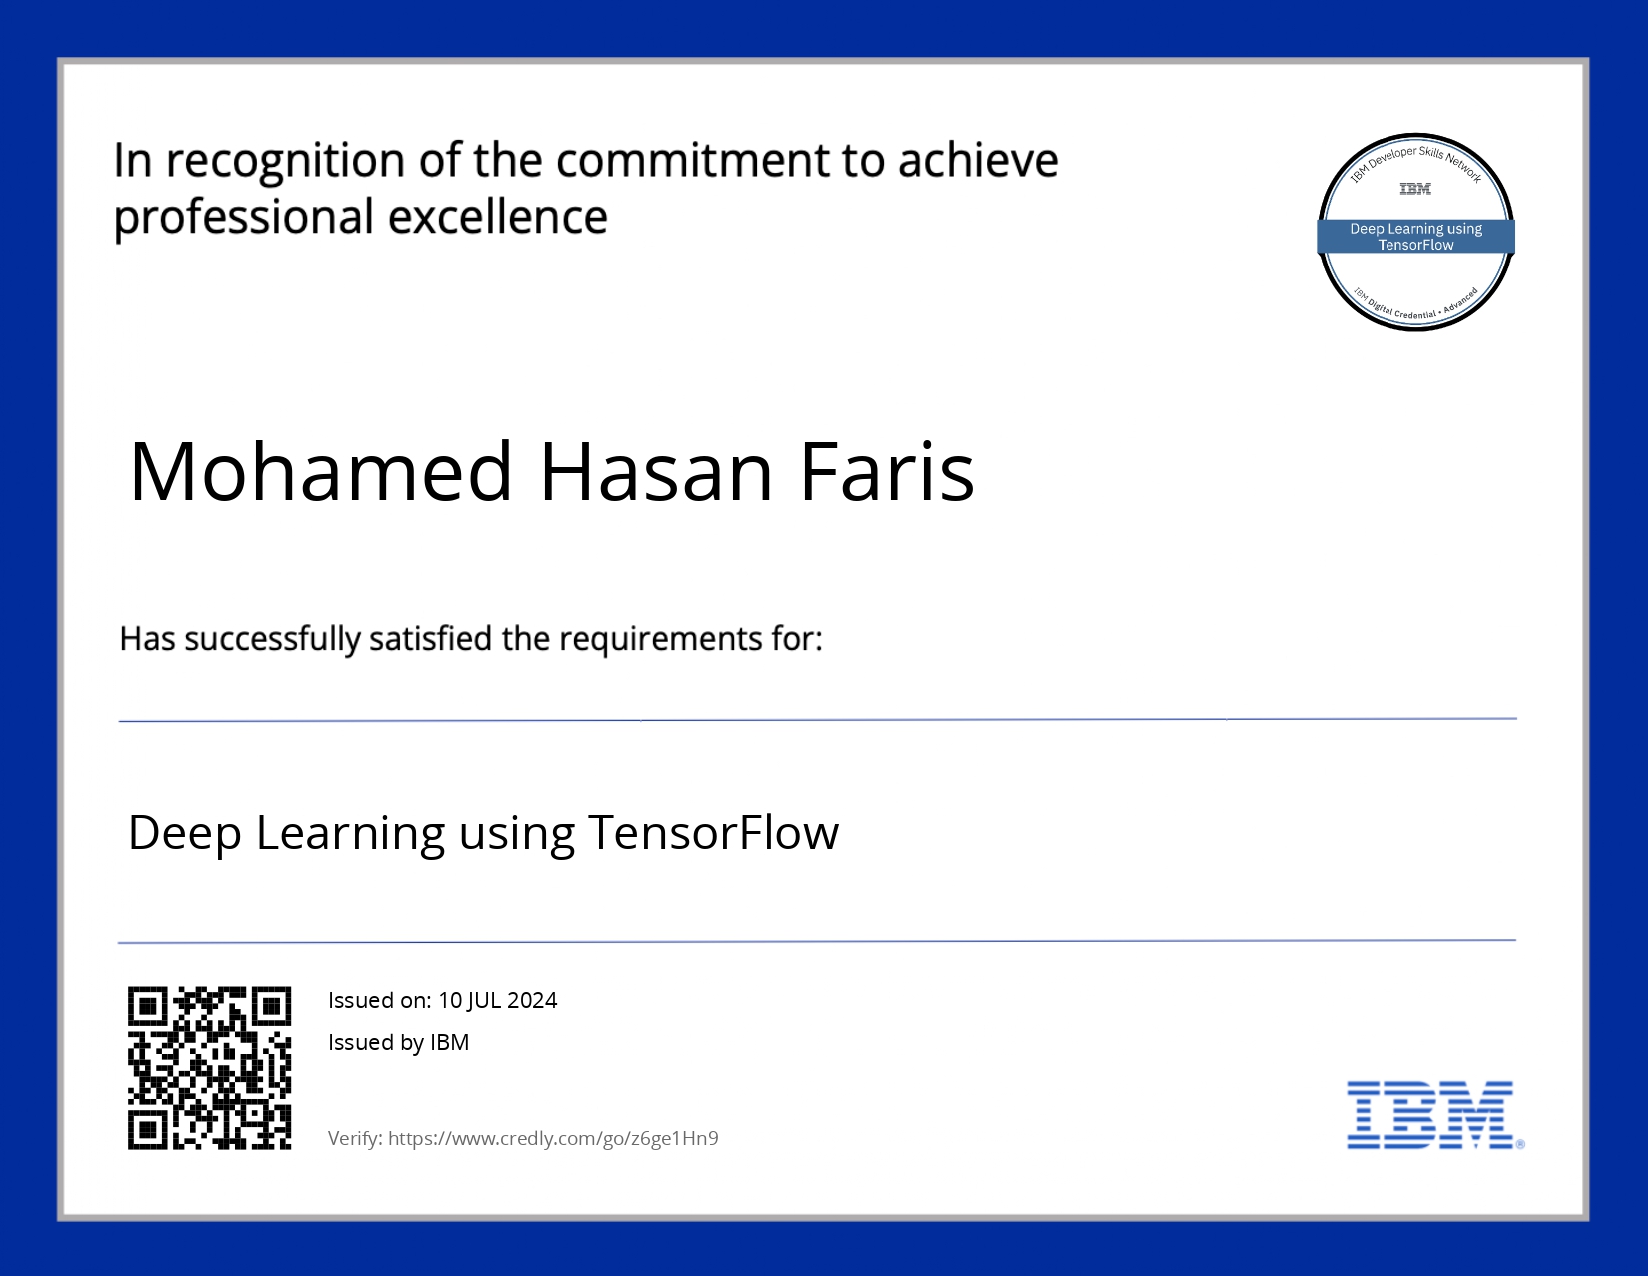 In recognition of the commitment to achieve
professional excellence
IBM Developer Skills Network
IBM
Deep Learning using
TensorFlow
IBM Digital Credential • Advanced
Mohamed Hasan Faris
Has successfully satisfied the requirements for:
Deep Learning using TensorFlow
Issued on: 10 JUL 2024
Issued by IBM
Verify: https://www.credly.com/go/z6ge1Hn9
IBM®